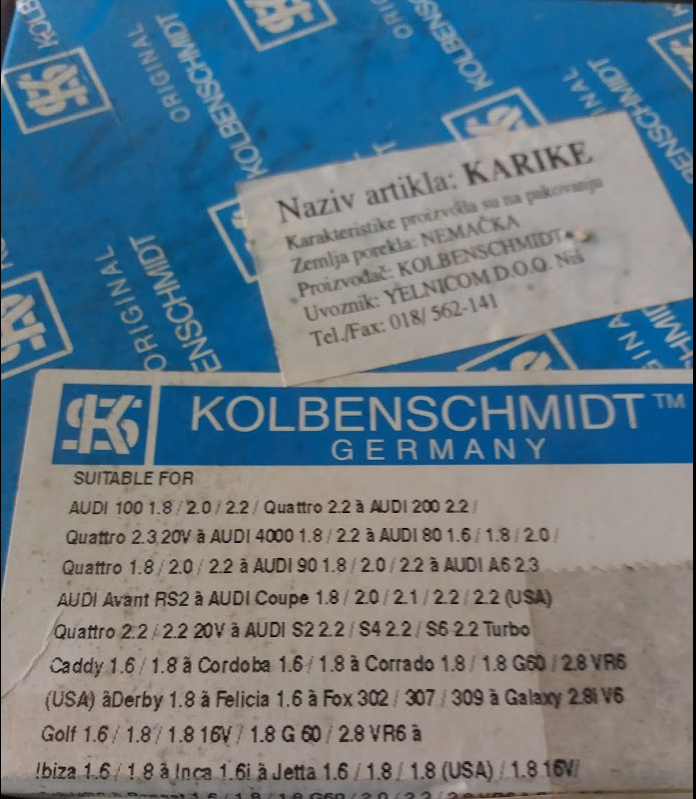 KOLBENSCHMIDT
ORIGINAL
KOLBENSCHMIDT
ORIGINAL
KOLBENSCHMIDT
Naziv artikla: KARIKE
Karakteristike proizvoda su na pakovanju
Zemlja porekla: NEMAČKA
Proizvođač: KOLBENSCHMIDT
Uvoznik: YELNICOM D.O.O. Niš
Tel./Fax: 018/ 562-141
KS KOLBENSCHMIDT™
GERMANY
SUITABLE FOR
AUDI 100 1.8 / 2.0 / 2.2 / Quattro 2.2 à AUDI 200 2.2 /
Quattro 2.3 20V à AUDI 4000 1.8 / 2.2 à AUDI 80 1.6 / 1.8 / 2.0 /
Quattro 1.8 / 2.0 / 2.2 à AUDI 90 1.8 / 2.0 / 2.2 à AUDI A6 2.3
AUDI Avant RS2 à AUDI Coupe 1.8 / 2.0 / 2.1 / 2.2 / 2.2 (USA)
Quattro 2.2 / 2.2 20V à AUDI S2 2.2 / S4 2.2 / S6 2.2 Turbo
Caddy 1.6 / 1.8 à Cordoba 1.6 / 1.8 à Corrado 1.8 / 1.8 G60 / 2.8 VR6
(USA) àDerby 1.8 à Felicia 1.6 à Fox 302 / 307 / 309 à Galaxy 2.8i V6
Golf 1.6 / 1.8 / 1.8 16V / 1.8 G 60 / 2.8 VR6 à
Ibiza 1.6 / 1.8 à Inca 1.6i à Jetta 1.6 / 1.8 / 1.8 (USA) / 1.8 16V/